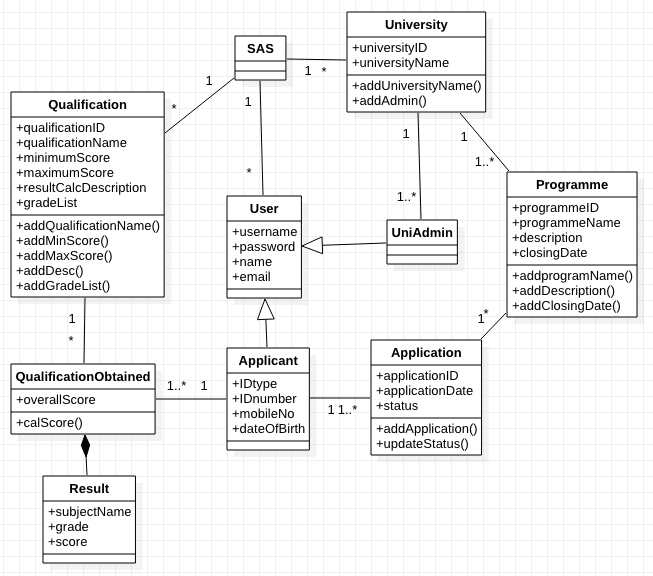 University
+universityID
+universityName
+addUniversityName()
+addAdmin()
SAS
1
*
1
*
1
*
Qualification
+qualificationID
+qualificationName
+minimumScore
+maximumScore
+resultCalcDescription
+gradeList
+addQualificationName()
+addMinScore()
+addMaxScore()
+addDesc()
+addGradeList()
1
1..*
1
1..*
Programme
+programmeID
+programmeName
+description
+closingDate
+addprogramName()
+addDescription()
+addClosingDate()
User
+username
+password
+name
+email
UniAdmin
1
*
1
*
QualificationObtained
+overallScore
+calScore()
1..*
1
Applicant
+IDtype
+IDnumber
+mobileNo
+dateOfBirth
1
1..*
Application
+applicationID
+applicationDate
+status
+addApplication()
+updateStatus()
Result
+subjectName
+grade
+score